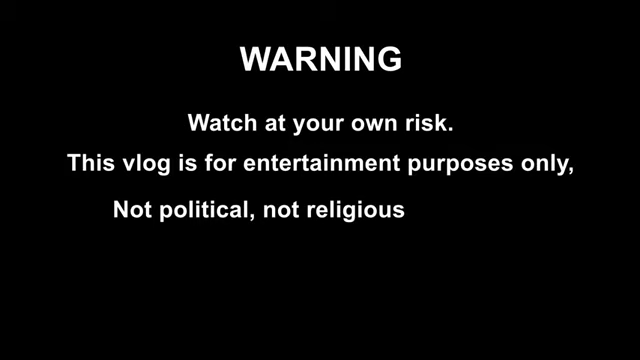 WARNING
Watch at your own risk.
This vlog is for entertainment purposes only,
Not political, not religious